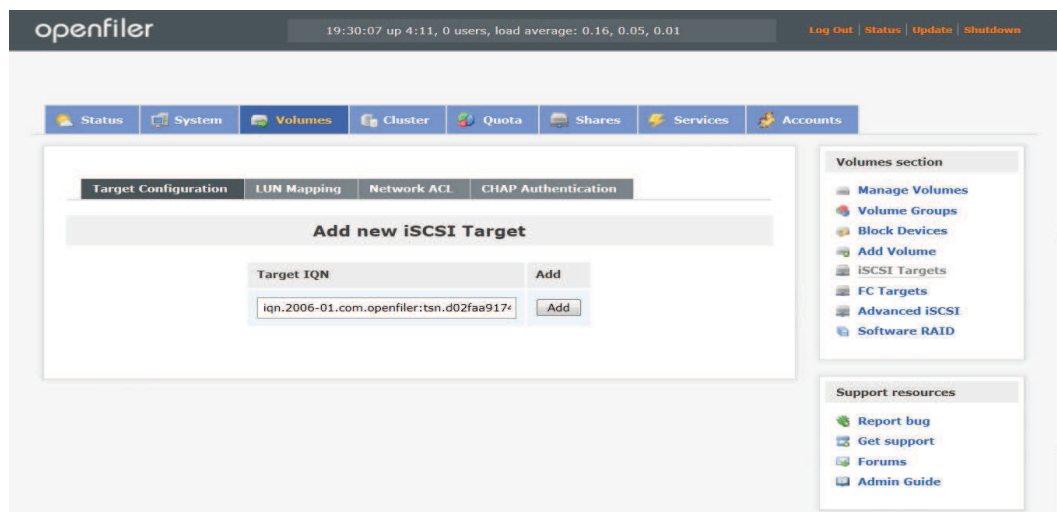 openfiler
19:30:07 up 4:11, 0 users, load average: 0.16, 0.05, 0.01
Log Out | Status | Update | Shutdown
Status System Volumes Cluster Quota Shares Services Accounts
Target Configuration LUN Mapping Network ACL CHAP Authentication
Add new iSCSI Target
Target IQN Add
iqn.2006-01.com.openfiler:tsn.d02faa917 Add
Volumes section
Manage Volumes
Volume Groups
Block Devices
Add Volume
iSCSI Targets
FC Targets
Advanced iSCSI
Software RAID
Support resources
Report bug
Get support
Forums
Admin Guide